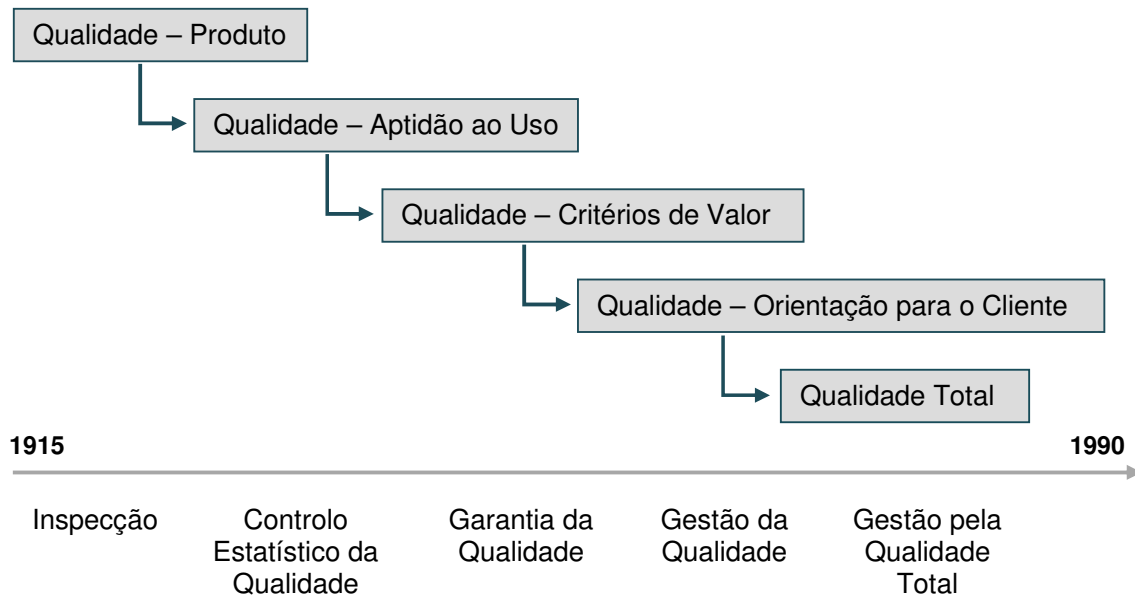 Qualidade – Produto
Qualidade – Aptidão ao Uso
Qualidade – Critérios de Valor
Qualidade – Orientação para o Cliente
Qualidade Total
1915
1990
Inspecção
Controlo
Estatístico da
Qualidade
Garantia da
Qualidade
Gestão da
Qualidade
Gestão pela
Qualidade
Total